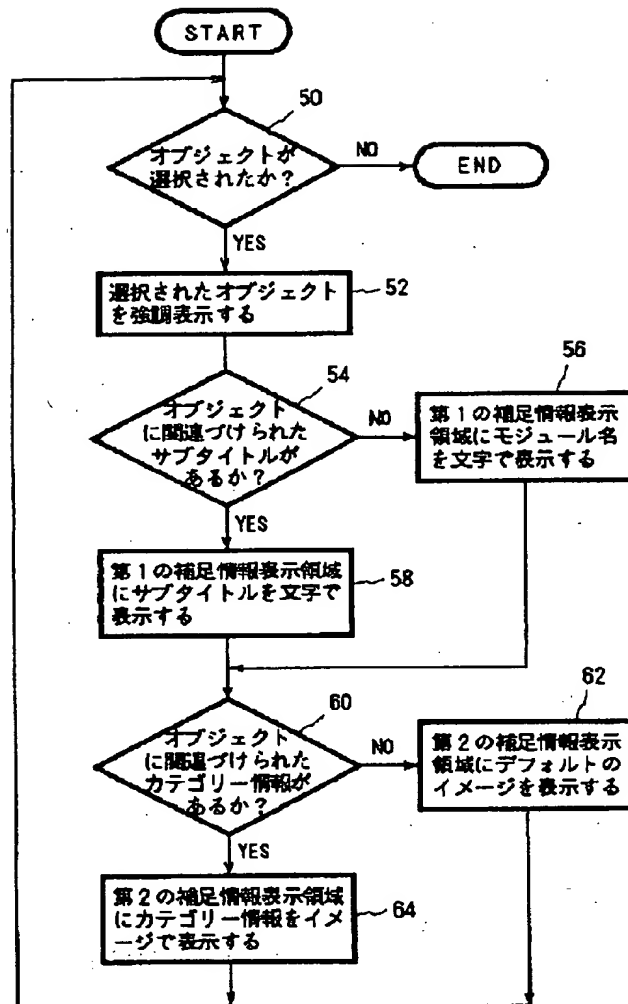 START
50
オブジェクトが
選択されたか？
NO
END
YES
選択されたオブジェクト
を強調表示する
52
54
オブジェクト
に関連づけられた
サブタイトルが
あるか？
NO
56
第1の補足情報表示
領域にモジュール名
を文字で表示する
YES
第1の補足情報表示領域
にサブタイトルを文字で
表示する
58
60
オブジェクト
に関連づけられた
カテゴリー情報が
あるか？
NO
62
第2の補足情報表示
領域にデフォルトの
イメージを表示する
YES
第2の補足情報表示領域
にカテゴリー情報をイメ
ージで表示する
64